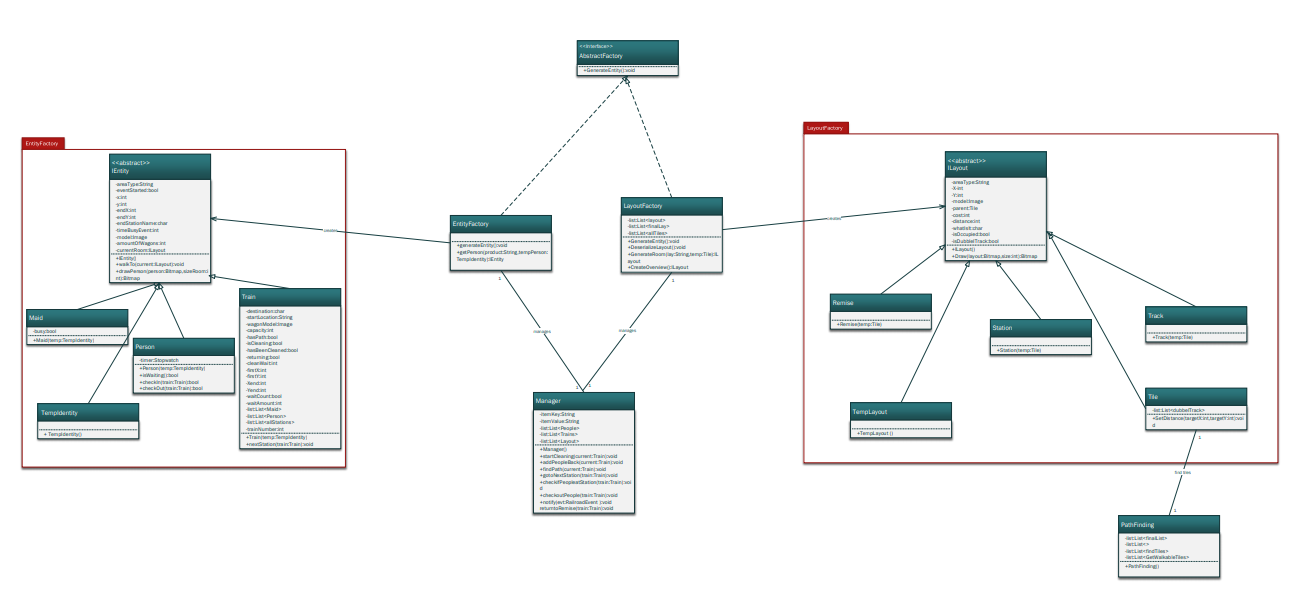 <<Interface>>
AbstractFactory
+GenerateEntity():void
EntityFactory
<<abstract>>
IEntity
-areaType:String
-eventStarted:bool
-x:int
-y:int
-endX:int
-endY:int
-endStationName:char
-timeBusyEvent:int
-model:Image
-amountOfWagons:int
-currentRoom:ILayout
+IEntity()
+walkTo(current:ILayout):void
+drawPerson(person:Bitmap,sizeRoom:i
nt):Bitmap
Maid
-busy:bool
+Maid(temp:TempIdentity)
Person
-timer:Stopwatch
+Person(temp:TempIdentity)
+isWaiting():bool
+checkIn(train:Train):bool
+checkOut(train:Train):bool
TempIdentity
+ TempIdentity()
Train
-destination:char
-startLocation:String
-wagonModel:Image
-capacity:int
-hasPath:bool
-isCleaning:bool
-hasBeenCleaned:bool
-returning:bool
-cleanWait:int
-firstX:int
-firstY:int
-Xend:int
-Yend:int
-waitCount:bool
-waitAmount:int
-list:List<Maid>
-list:List<Person>
-list:List<allStations>
-trainNumber:int
+Train(temp:TempIdentity)
+nextStation(train:Train):void
creates
EntityFactory
+generateEntity():void
+getPerson(product:String,tempPerson:
TempIdentity):IEntity
LayoutFactory
-list:List<layout>
-list:List<finalLay>
-list:List<allTiles>
+GenerateEntity():void
+DeserializeLayout():void
+GenerateRoom(lay:String,temp:Tile):IL
ayout
+CreateOverview():ILayout
creates
1
1
manages
manages
1
1
Manager
-itemKey:String
-itemValue:String
-list:List<People>
-list:List<Trains>
-list:List<Layout>
+Manager()
+startCleaning(current:Train):void
+addPeopleBack(current:Train):void
+findPath(current:Train):void
+gotoNextStation(train:Train):void
+checkIfPeopleatStation(train:Train):voi
d
+checkoutPeople(train:Train):void
+notify(evt:RailroadEvent ):void
returntoRemise(train:Train):void
LayoutFactory
<<abstract>>
ILayout
-areaType:String
-X:int
-Y:int
-model:Image
-parent:Tile
-cost:int
-distance:int
-whatIsIt:char
-isOccupied:bool
-isDubbleTrack:bool
+ILayout()
+Draw(layout:Bitmap,size:int):Bitmap
Remise
+Remise(temp:Tile)
Station
+Station(temp:Tile)
Track
+Track(temp:Tile)
TempLayout
+TempLayout ()
Tile
-list:List<dubbelTrack>
+SetDistance(targetX:int,targetY:int):voi
d
1
find tiles
1
PathFinding
-list:List<finalList>
-list:List<>
-list:List<findTiles>
-list:List<GetWalkableTiles>
+PathFinding()